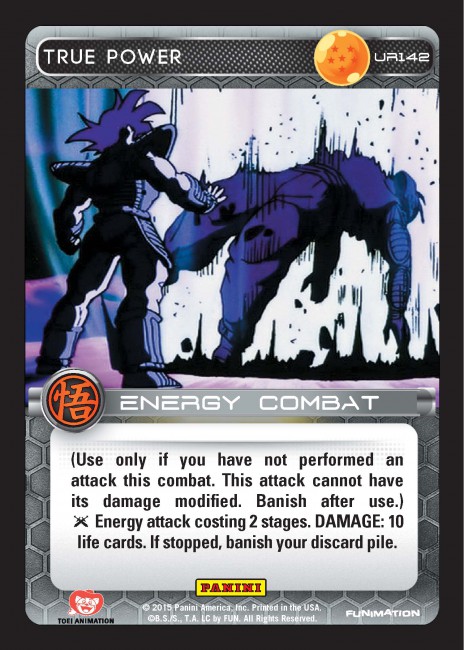 TRUE POWER
UR142
悟
ENERGY COMBAT
(Use only if you have not performed an
attack this combat. This attack cannot have
its damage modified. Banish after use.)
Energy attack costing 2 stages. DAMAGE: 10
life cards. If stopped, banish your discard pile.
PANINI
TOEI ANIMATION
© 2015 Panini America, Inc. Printed in the USA.
©B.S./S., T.A. LC by FUN. All Rights Reserved.
FUNIMATION